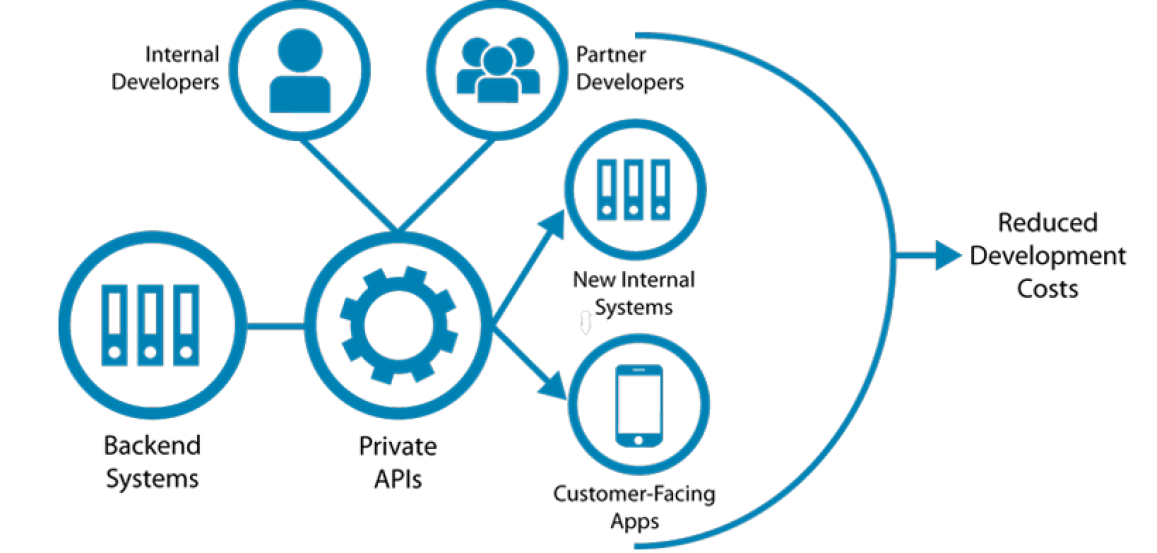 Internal
Developers
Partner
Developers
New Internal
Systems
Reduced
Development
Costs
Backend
Systems
Private
APIs
Customer-Facing
Apps